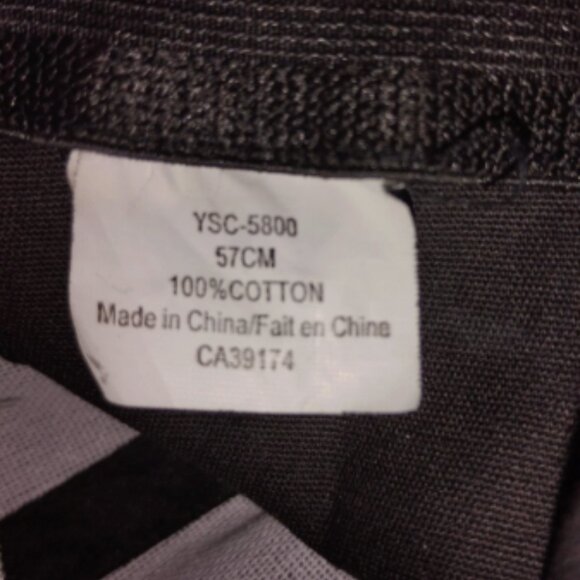 YSC-5800
57CM
100%COTTON
Made in China/Fait en Chine
CA39174